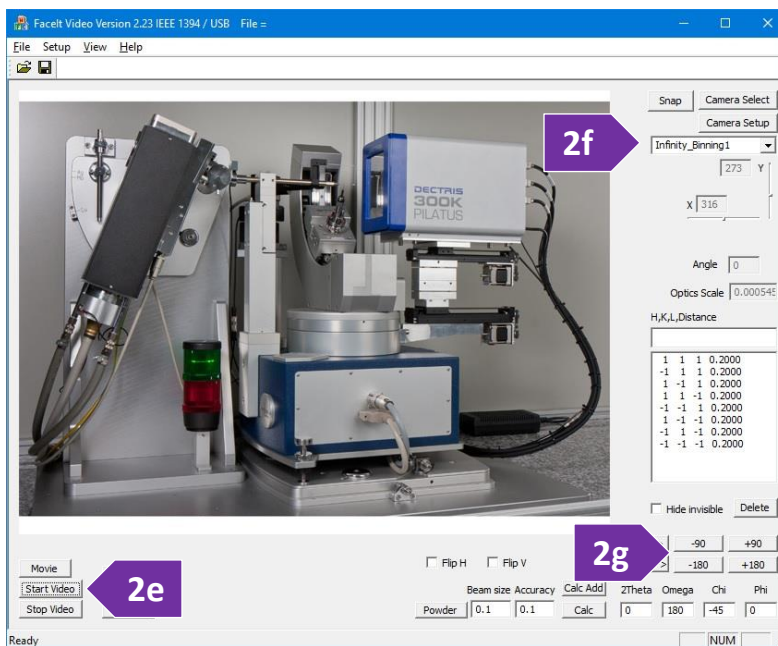 FaceIt Video Version 2.23 IEEE 1394 / USB File =
File Setup View Help
Snap Camera Select
Camera Setup
2f
Infinity_Binning1
273 Y
X 316
DECTRIS
300K
PILATUS
Angle 0
Optics Scale 0.000545
H,K,L,Distance
1 1 1 0.2000
-1 1 1 0.2000
1 -1 1 0.2000
1 1 -1 0.2000
-1 -1 1 0.2000
1 -1 -1 0.2000
-1 1 -1 0.2000
-1 -1 -1 0.2000
Hide invisible Delete
2g
-90 +90
Movie
Flip H Flip V
> -180 +180
Start Video
2e
Beam size Accuracy Calc Add 2Theta Omega Chi Phi
Stop Video
Powder 0.1 0.1 Calc 0 180 -45 0
Ready NUM